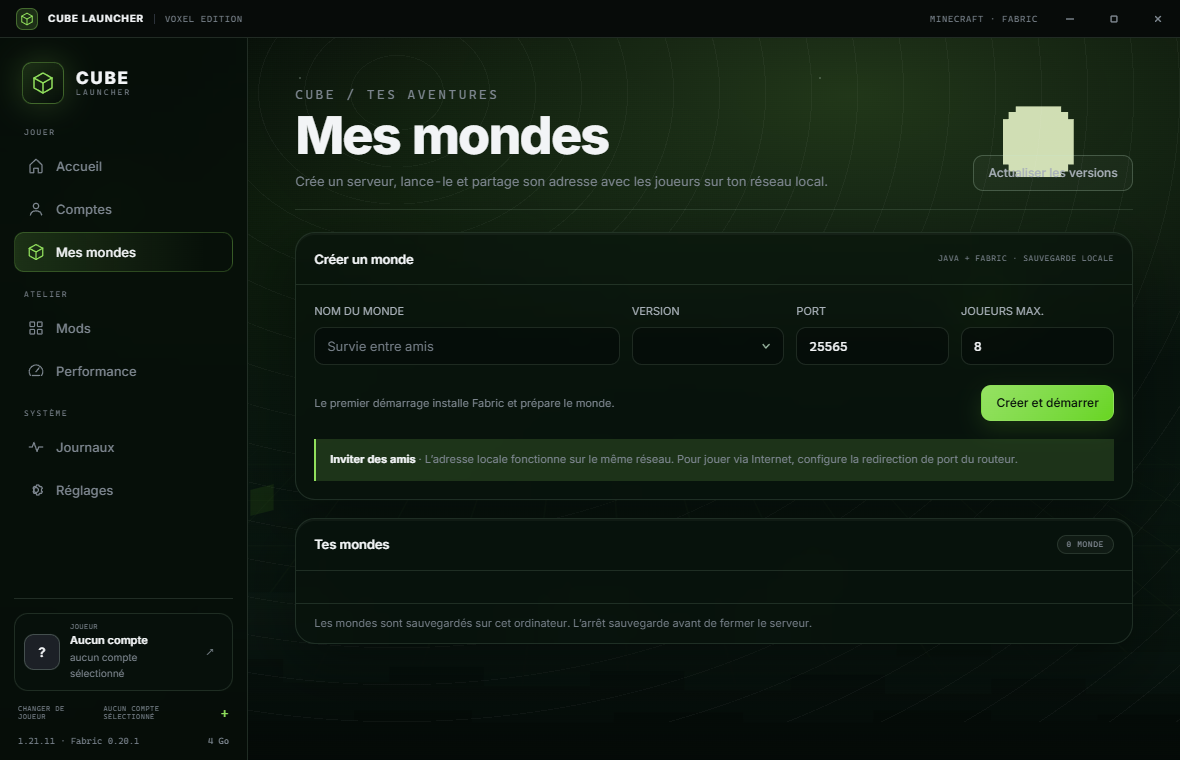 CUBE LAUNCHER VOXEL EDITION MINECRAFT · FABRIC
CUBE
LAUNCHER
JOUER
Accueil
Comptes
Mes mondes
ATELIER
Mods
Performance
SYSTÈME
Journaux
Réglages
JOUEUR
?
Aucun compte
aucun compte
sélectionné
↗
CHANGER DE
JOUEUR
AUCUN COMPTE
SÉLECTIONNÉ
+
1.21.11 · Fabric 0.20.1 4 Go
CUBE / TES AVENTURES
Mes mondes
Crée un serveur, lance-le et partage son adresse avec les joueurs sur ton réseau local.
Actualiser les versions
Créer un monde JAVA + FABRIC · SAUVEGARDE LOCALE
NOM DU MONDE VERSION PORT JOUEURS MAX.
Survie entre amis 25565 8
Le premier démarrage installe Fabric et prépare le monde. Créer et démarrer
Inviter des amis · L’adresse locale fonctionne sur le même réseau. Pour jouer via Internet, configure la redirection de port du routeur.
Tes mondes 0 MONDE
Les mondes sont sauvegardés sur cet ordinateur. L’arrêt sauvegarde avant de fermer le serveur.